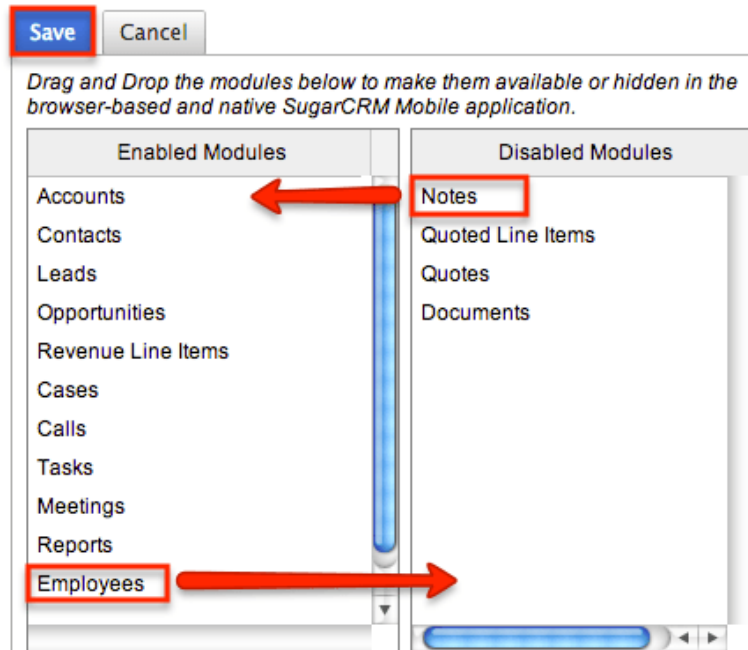 Save
Cancel
Drag and Drop the modules below to make them available or hidden in the
browser-based and native SugarCRM Mobile application.
Enabled Modules
Disabled Modules
Accounts
Notes
Contacts
Quoted Line Items
Leads
Quotes
Opportunities
Documents
Revenue Line Items
Cases
Calls
Tasks
Meetings
Reports
Employees